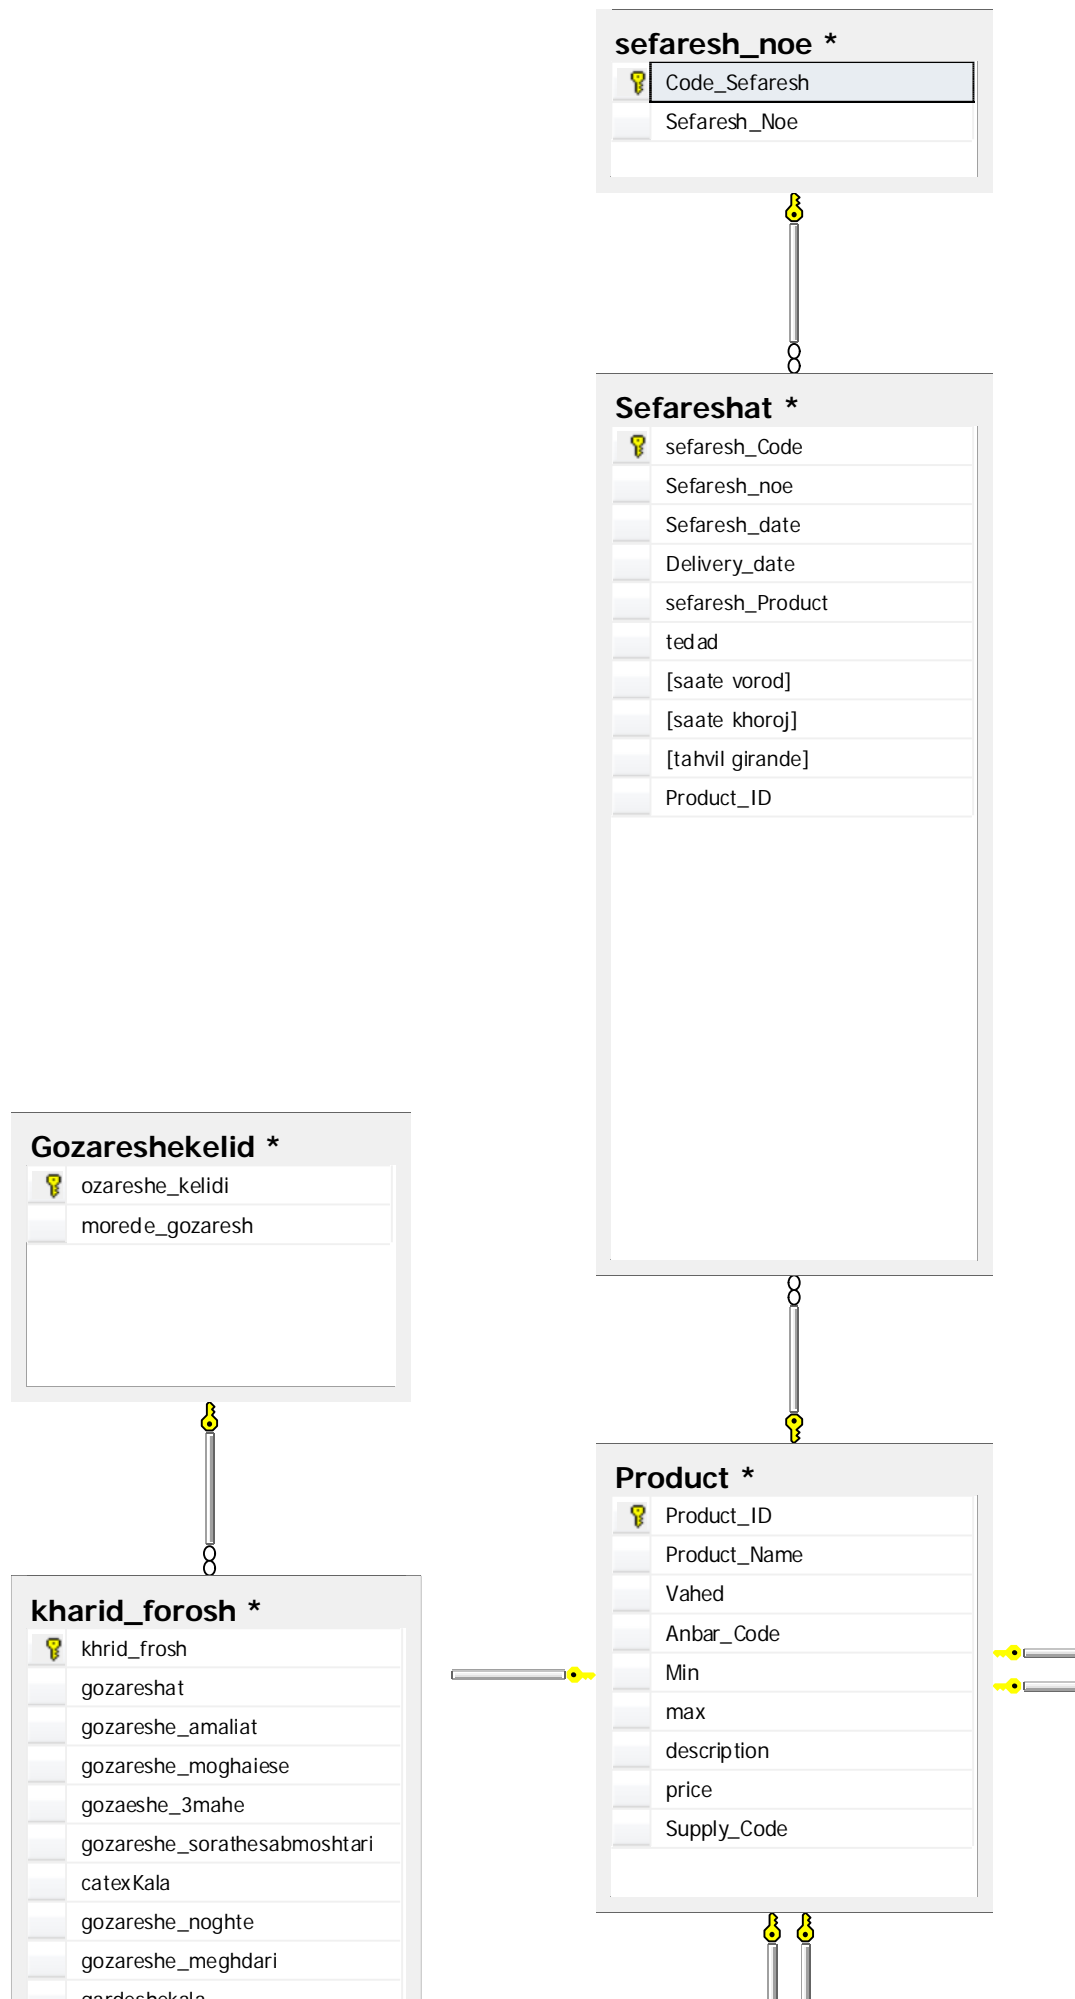 sefaresh_noe *
Code_Sefaresh
Sefaresh_Noe
Sefareshat *
sefaresh_Code
Sefaresh_noe
Sefaresh_date
Delivery_date
sefaresh_Product
tedad
[saate vorod]
[saate khoroj]
[tahvil girande]
Product_ID
Gozareshekelid *
ozareshe_kelidi
morede_gozaresh
Product *
Product_ID
Product_Name
Vahed
Anbar_Code
Min
max
description
price
Supply_Code
kharid_forosh *
khrid_frosh
gozareshat
gozareshe_amaliat
gozareshe_moghaiese
gozaeshe_3mahe
gozareshe_sorathesabmoshtari
catexKala
gozareshe_noghte
gozareshe_meghdari
gardeshekala